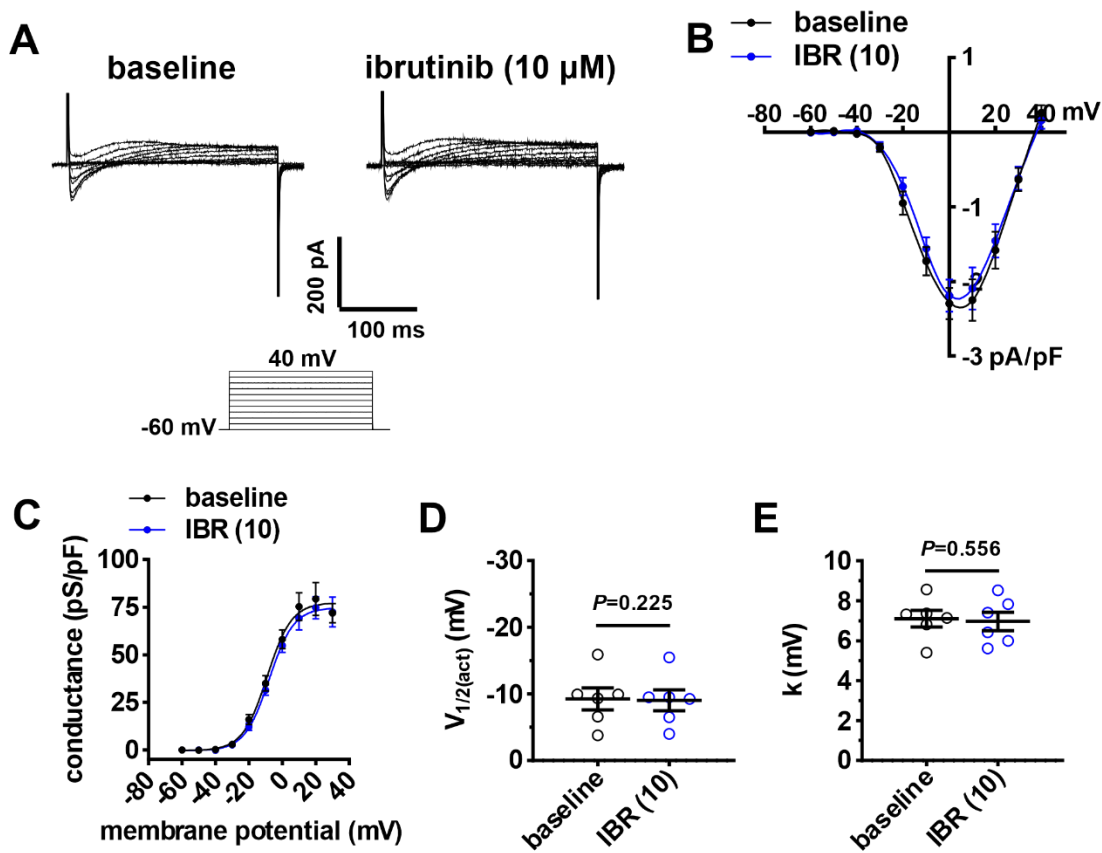 A
baseline
ibrutinib (10 µM)
200 pA
100 ms
40 mV
-60 mV
B
baseline
IBR (10)
1
-80 -60 -40 -20 20 40 mV
-1
-2
-3 pA/pF
C
baseline
IBR (10)
conductance (pS/pF)
100
75
50
25
0
-80 -60 -40 -20 0 20 40
membrane potential (mV)
D
V1/2(act) (mV)
-30
-20
-10
0
P=0.225
baseline
IBR (10)
E
k (mV)
10
8
6
4
2
0
P=0.556
baseline
IBR (10)